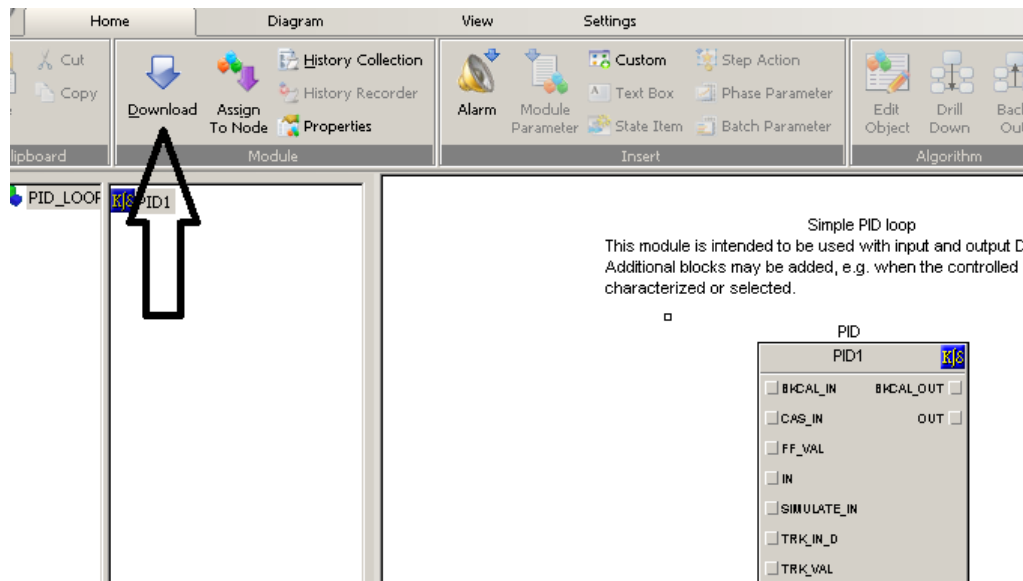 Home Diagram View Settings
Cut
Copy
Download
Assign
To Node
History Collection
History Recorder
Properties
Alarm
Module
Parameter
Custom
Text Box
State Item
Step Action
Phase Parameter
Batch Parameter
Edit
Object
Drill
Down
Back
Ou
lipboard Module Insert Algorithm
PID_LOOP
PID1
Simple PID loop
This module is intended to be used with input and output D
Additional blocks may be added, e.g. when the controlled
characterized or selected.
PID
PID1
BKCAL_IN BKCAL_OUT
CAS_IN OUT
FF_VAL
IN
SIMULATE_IN
TRK_IN_D
TRK_VAL